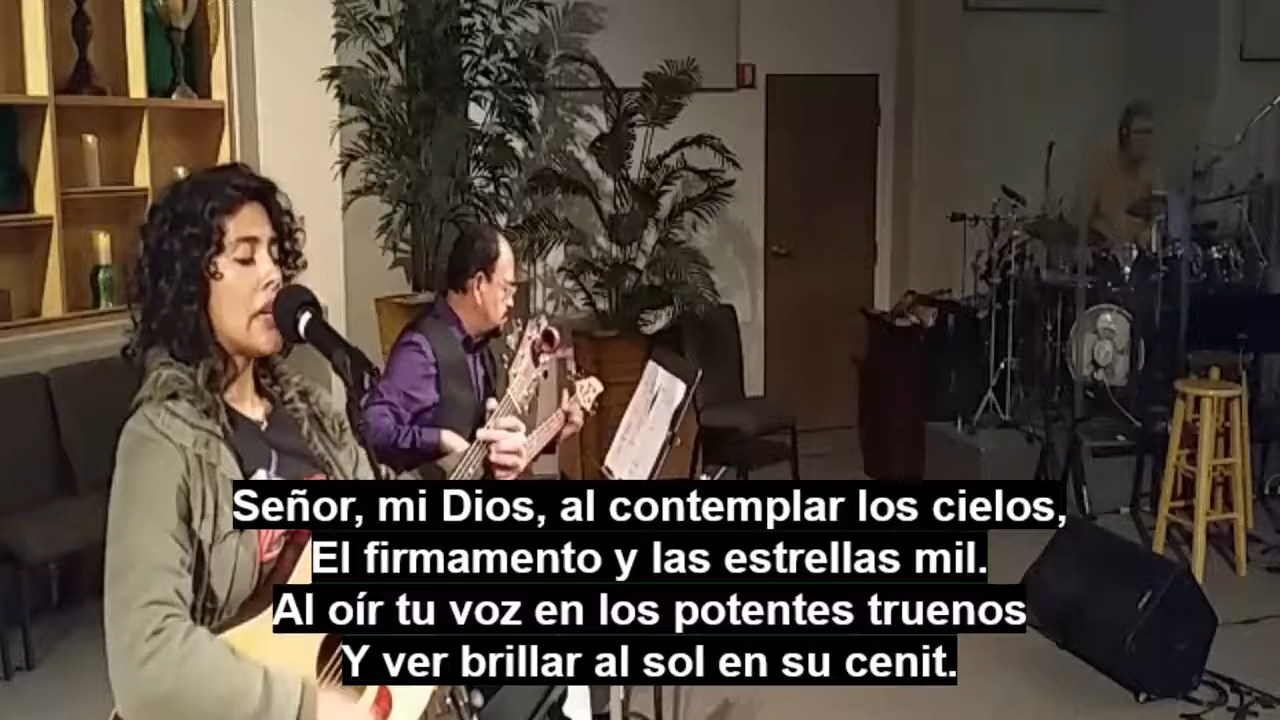 Señor, mi Dios, al contemplar los cielos,
El firmamento y las estrellas mil.
Al oír tu voz en los potentes truenos
Y ver brillar al sol en su cenit.